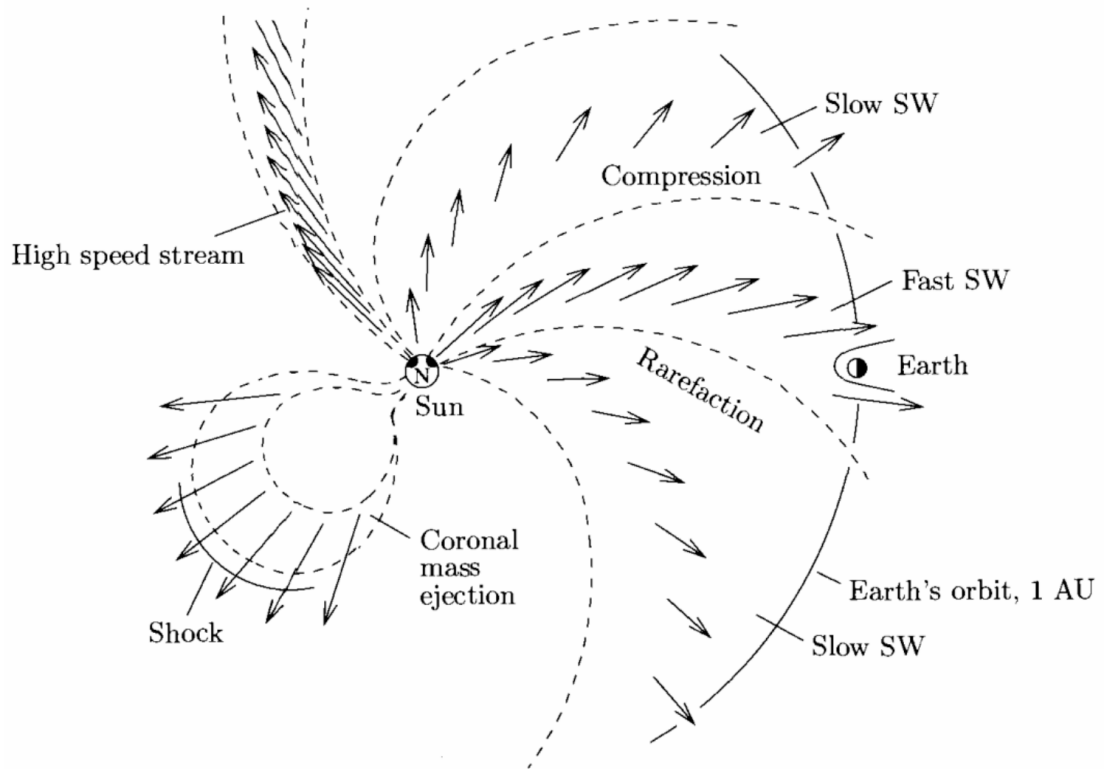 Slow SW
Compression
High speed stream
Fast SW
Earth
Rarefaction
N
Sun
Coronal
mass
ejection
Earth's orbit, 1 AU
Shock
Slow SW